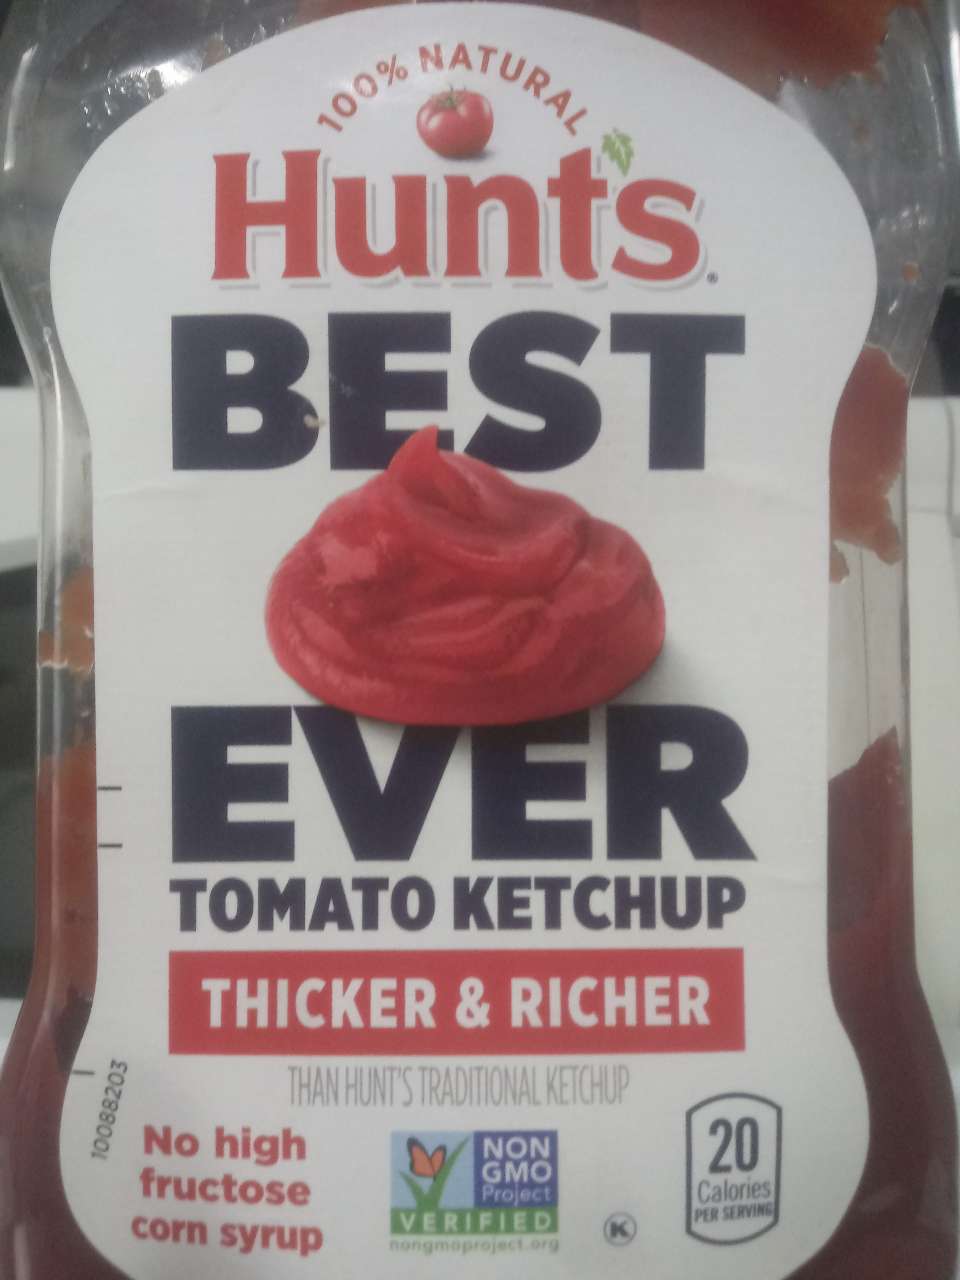 100% NATURAL
Hunt's
BEST
EVER
TOMATO KETCHUP
THICKER & RICHER
THAN HUNT'S TRADITIONAL KETCHUP
10088203
No high
fructose
corn syrup
NON
GMO
Project
VERIFIED
nongmoproject.org
K
20
Calories
PER SERVING